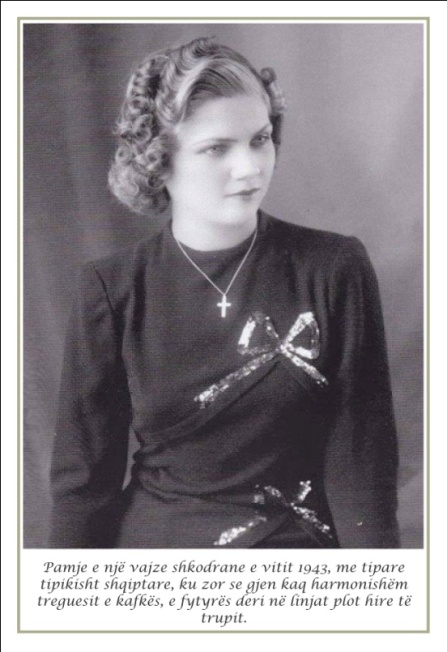 Pamje e një vajze shkodrane e vitit 1943, me tipare
tipikisht shqiptare, ku zor se gjen kaq harmonishëm
treguesit e kafkës, e fytyrës deri në linjat plot hire të
trupit.